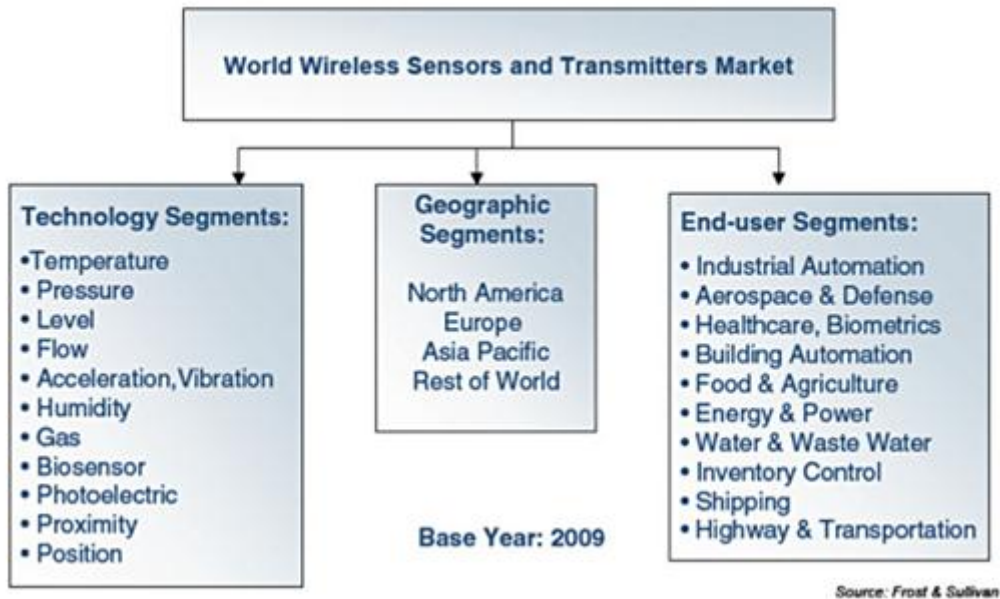 World Wireless Sensors and Transmitters Market
Technology Segments:
•Temperature
• Pressure
• Level
• Flow
• Acceleration,Vibration
• Humidity
• Gas
• Biosensor
• Photoelectric
• Proximity
• Position
Geographic
Segments:
North America
Europe
Asia Pacific
Rest of World
Base Year: 2009
End-user Segments:
• Industrial Automation
• Aerospace & Defense
• Healthcare, Biometrics
• Building Automation
• Food & Agriculture
• Energy & Power
• Water & Waste Water
• Inventory Control
• Shipping
• Highway & Transportation
Source: Frost & Sullivan